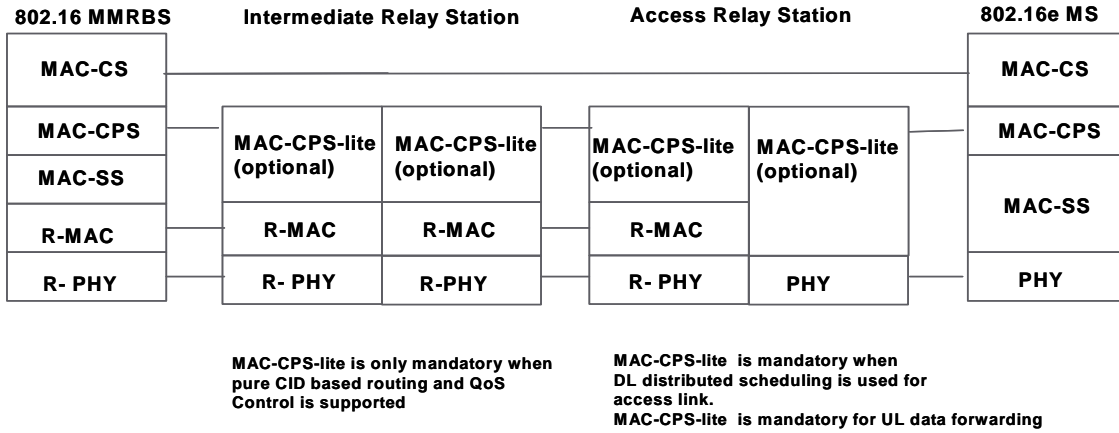 802.16 MMRBS
Intermediate Relay Station
Access Relay Station
802.16e MS
MAC-CS
MAC-CPS
MAC-SS
R-MAC
R- PHY
MAC-CPS-lite
(optional)
R-MAC
R- PHY
MAC-CPS-lite
(optional)
R-MAC
R-PHY
MAC-CPS-lite
(optional)
R-MAC
R- PHY
MAC-CPS-lite
(optional)
PHY
MAC-CS
MAC-CPS
MAC-SS
PHY
MAC-CPS-lite is only mandatory when
pure CID based routing and QoS
Control is supported
MAC-CPS-lite is mandatory when
DL distributed scheduling is used for
access link.
MAC-CPS-lite is mandatory for UL data forwarding